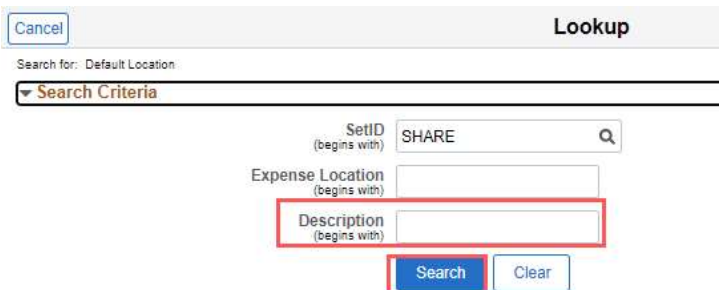 Cancel Lookup
Search for: Default Location
Search Criteria
SetID SHARE
(begins with)
Expense Location
(begins with)
Description
(begins with)
Search Clear